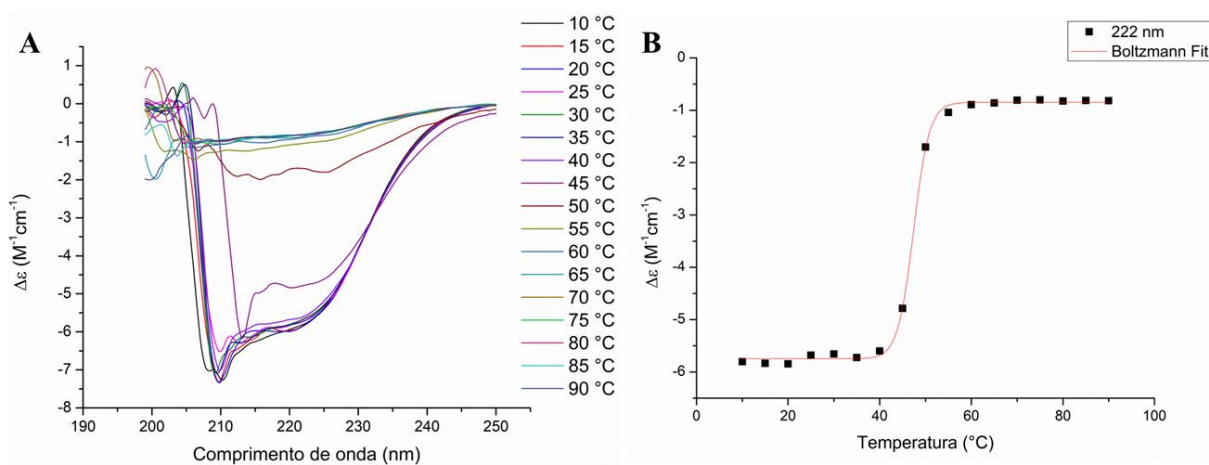 A
1
0
-1
-2
-3
-4
-5
-6
-7
-8
190
200
210
220
230
240
250
Δε (M⁻¹cm⁻¹)
Comprimento de onda (nm)
10 °C
15 °C
20 °C
25 °C
30 °C
35 °C
40 °C
45 °C
50 °C
55 °C
60 °C
65 °C
70 °C
75 °C
80 °C
85 °C
90 °C
B
222 nm
Boltzmann Fit
0
-1
-2
-3
-4
-5
-6
0
20
40
60
80
100
Δε (M⁻¹cm⁻¹)
Temperatura (°C)